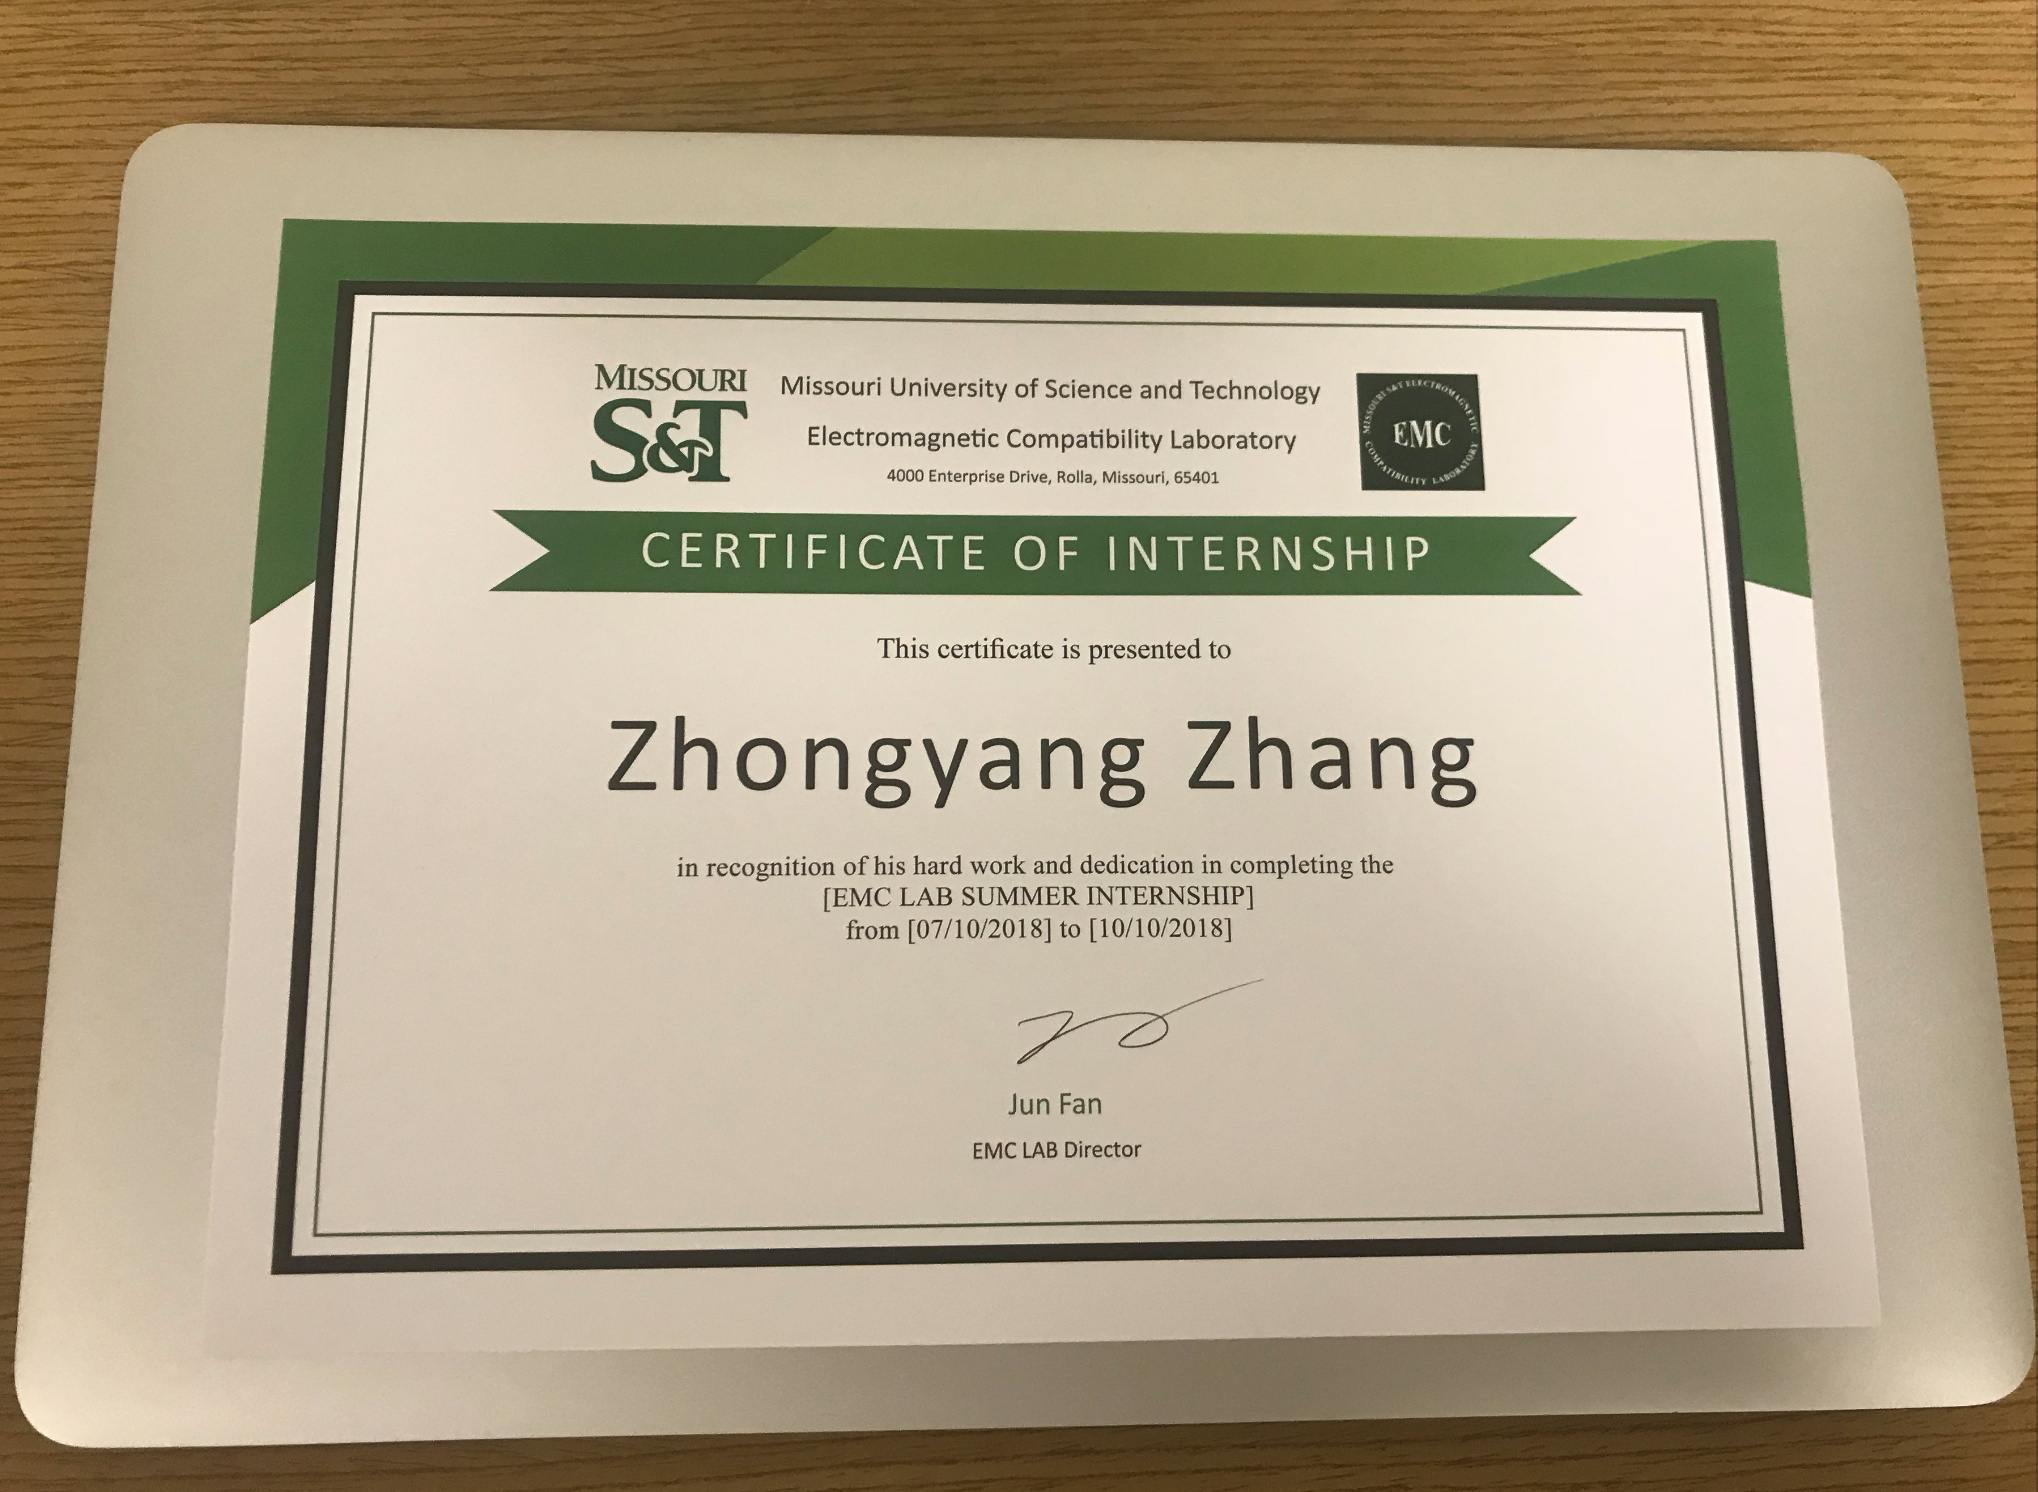 MISSOURI
S&T
Missouri University of Science and Technology
Electromagnetic Compatibility Laboratory
4000 Enterprise Drive, Rolla, Missouri, 65401
MISSOURI S&T ELECTROMAGNETIC
EMC
COMPATIBILITY LABORATORY
CERTIFICATE OF INTERNSHIP
This certificate is presented to
Zhongyang Zhang
in recognition of his hard work and dedication in completing the
[EMC LAB SUMMER INTERNSHIP]
from [07/10/2018] to [10/10/2018]
Jun Fan
EMC LAB Director